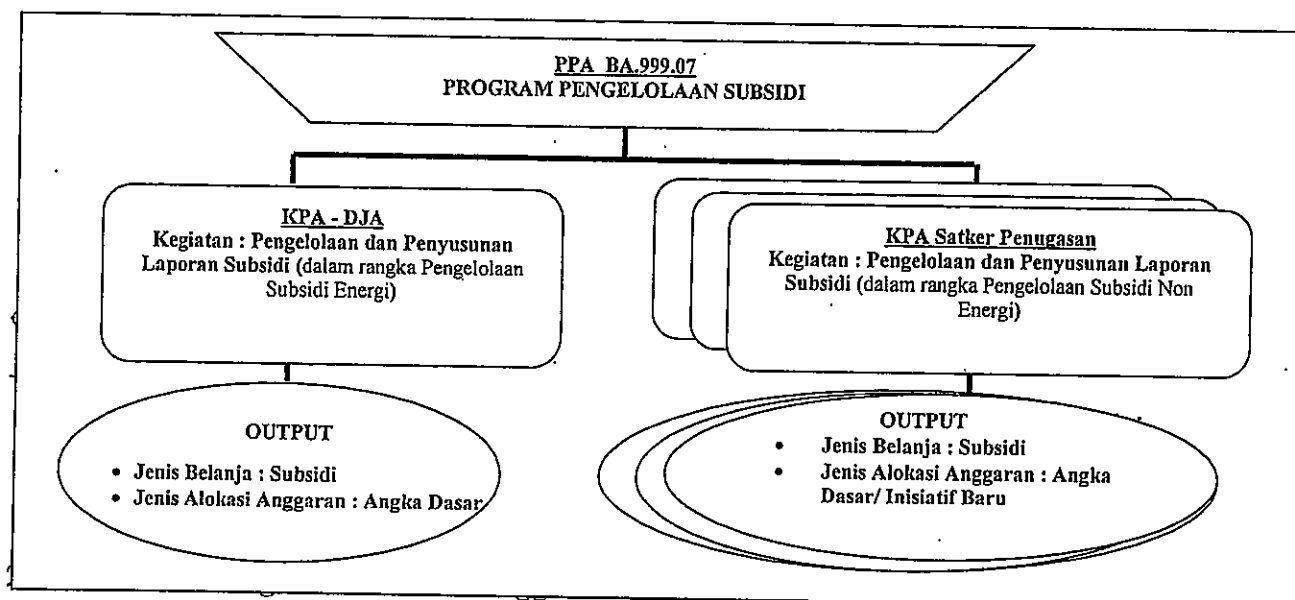 PPA BA.999.07
PROGRAM PENGELOLAAN SUBSIDI
KPA - DJA
Kegiatan : Pengelolaan dan Penyusunan
Laporan Subsidi (dalam rangka Pengelolaan
Subsidi Energi)
KPA Satker Penugasan
Kegiatan : Pengelolaan dan Penyusunan Laporan
Subsidi (dalam rangka Pengelolaan Subsidi Non
Energi)
OUTPUT
• Jenis Belanja : Subsidi
• Jenis Alokasi Anggaran : Angka Dasar
OUTPUT
• Jenis Belanja : Subsidi
• Jenis Alokasi Anggaran : Angka
Dasar/ Inisiatif Baru